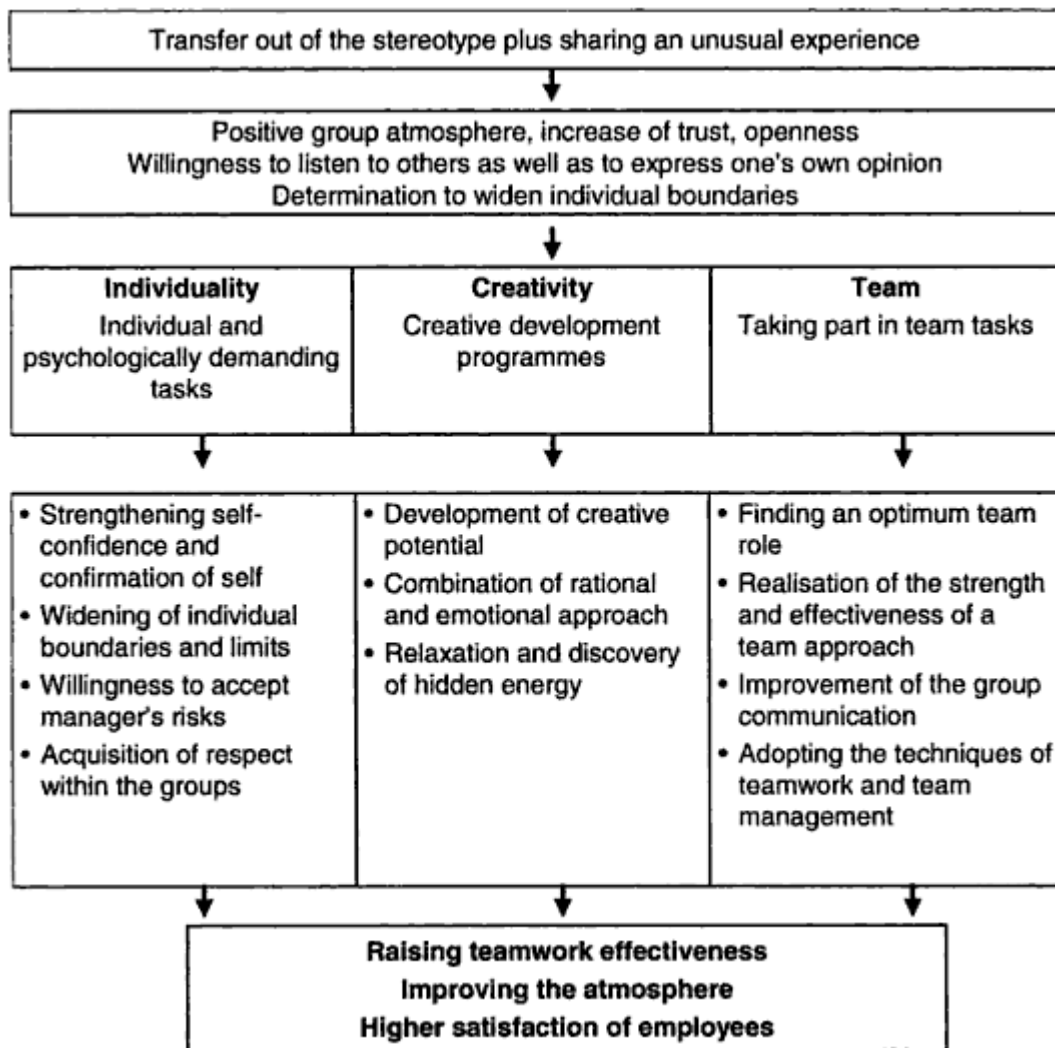 Transfer out of the stereotype plus sharing an unusual experience
Positive group atmosphere, increase of trust, openness
Willingness to listen to others as well as to express one's own opinion
Determination to widen individual boundaries
Individuality
Individual and
psychologically demanding
tasks
Creativity
Creative development
programmes
Team
Taking part in team tasks
• Strengthening self-
confidence and
confirmation of self
• Widening of individual
boundaries and limits
• Willingness to accept
manager's risks
• Acquisition of respect
within the groups
• Development of creative
potential
• Combination of rational
and emotional approach
• Relaxation and discovery
of hidden energy
• Finding an optimum team
role
• Realisation of the strength
and effectiveness of a
team approach
• Improvement of the group
communication
• Adopting the techniques of
teamwork and team
management
Raising teamwork effectiveness
Improving the atmosphere
Higher satisfaction of employees